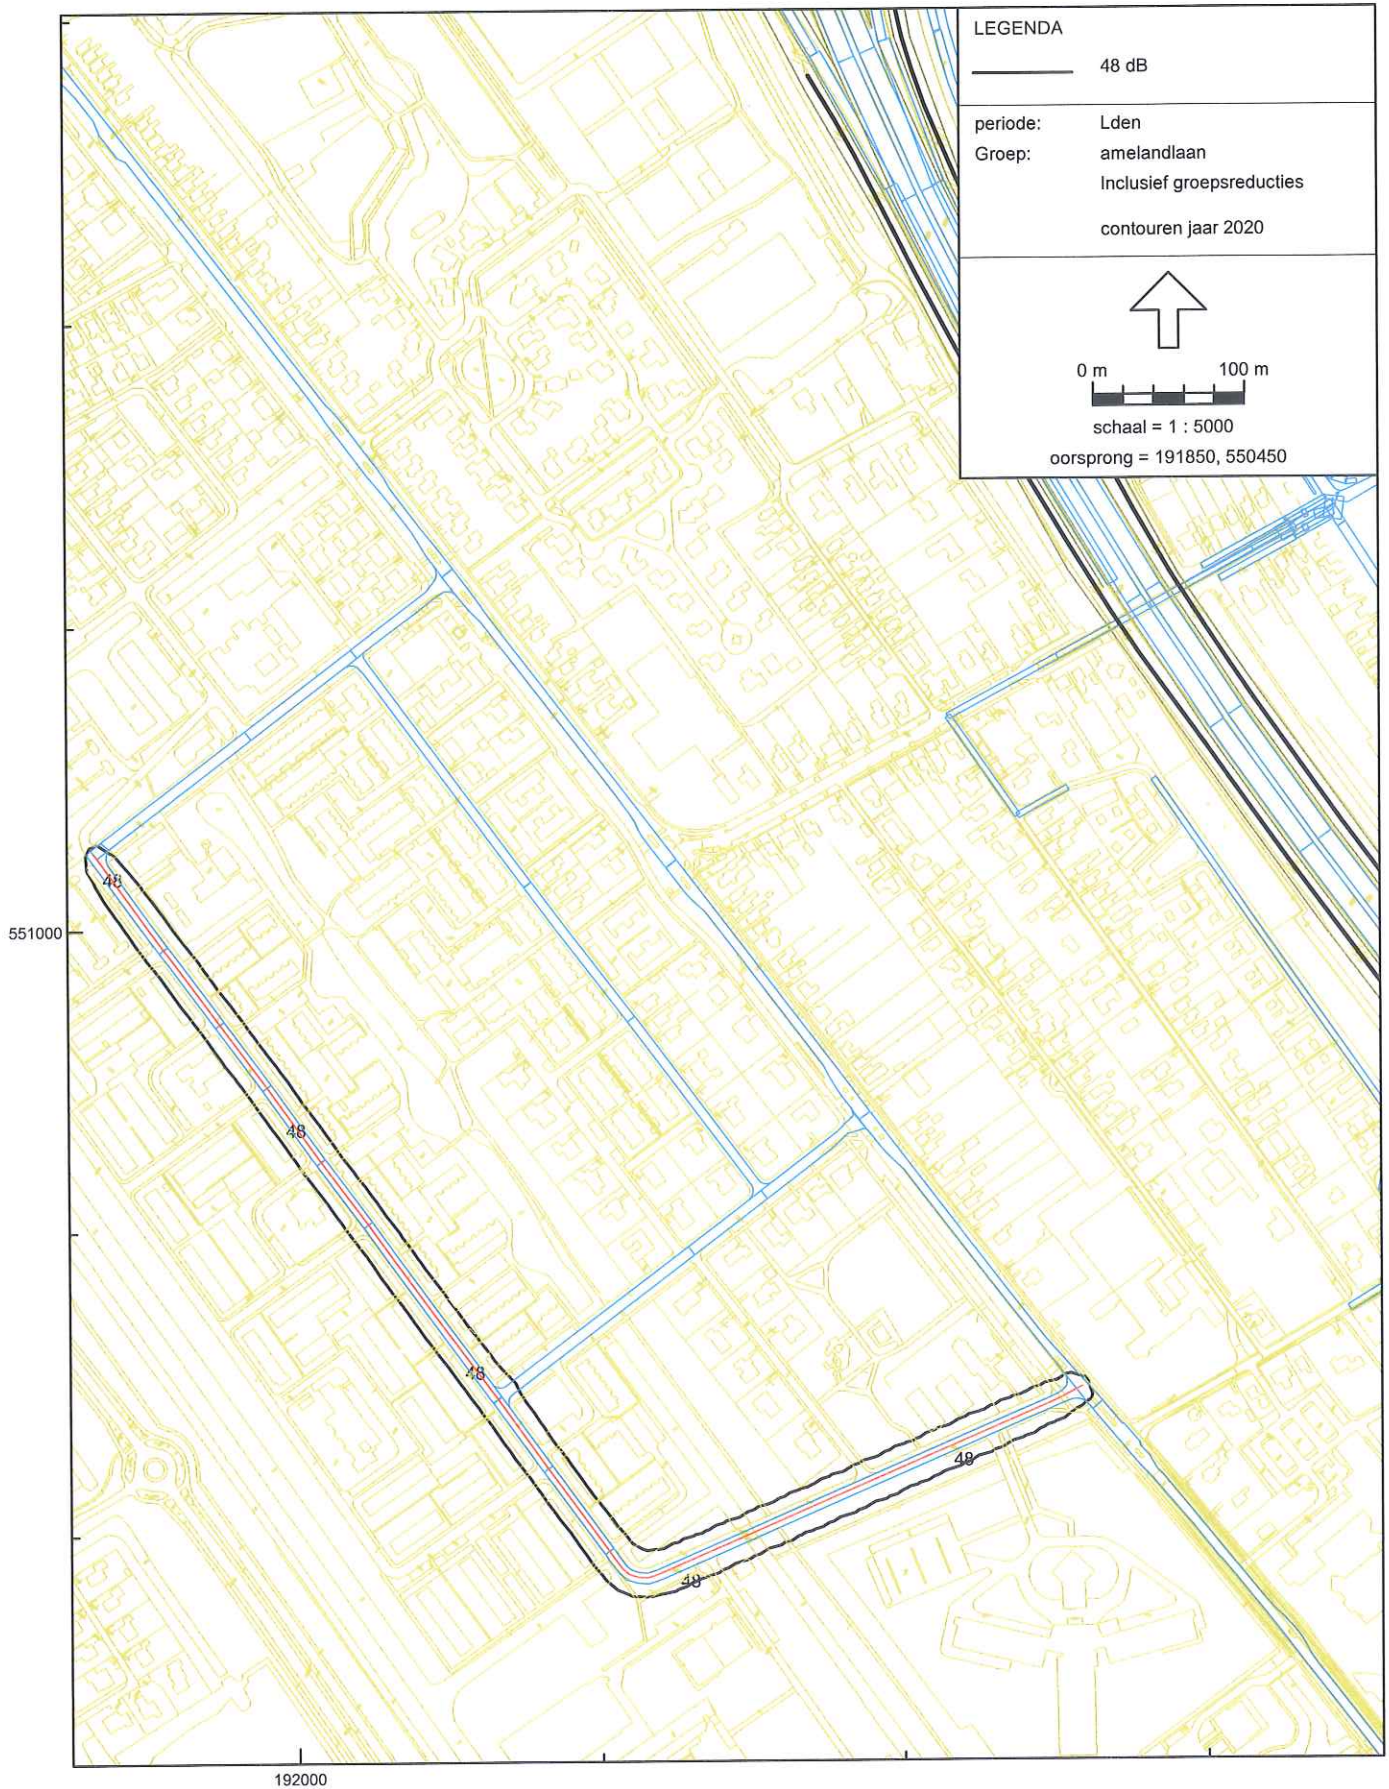 LEGENDA
48 dB
periode: Lden
Groep: amelandlaan
Inclusief groepsreducties
contouren jaar 2020
0 m 100 m
schaal = 1 : 5000
oorsprong = 191850, 550450
48
551000
48
48
48
48
192000